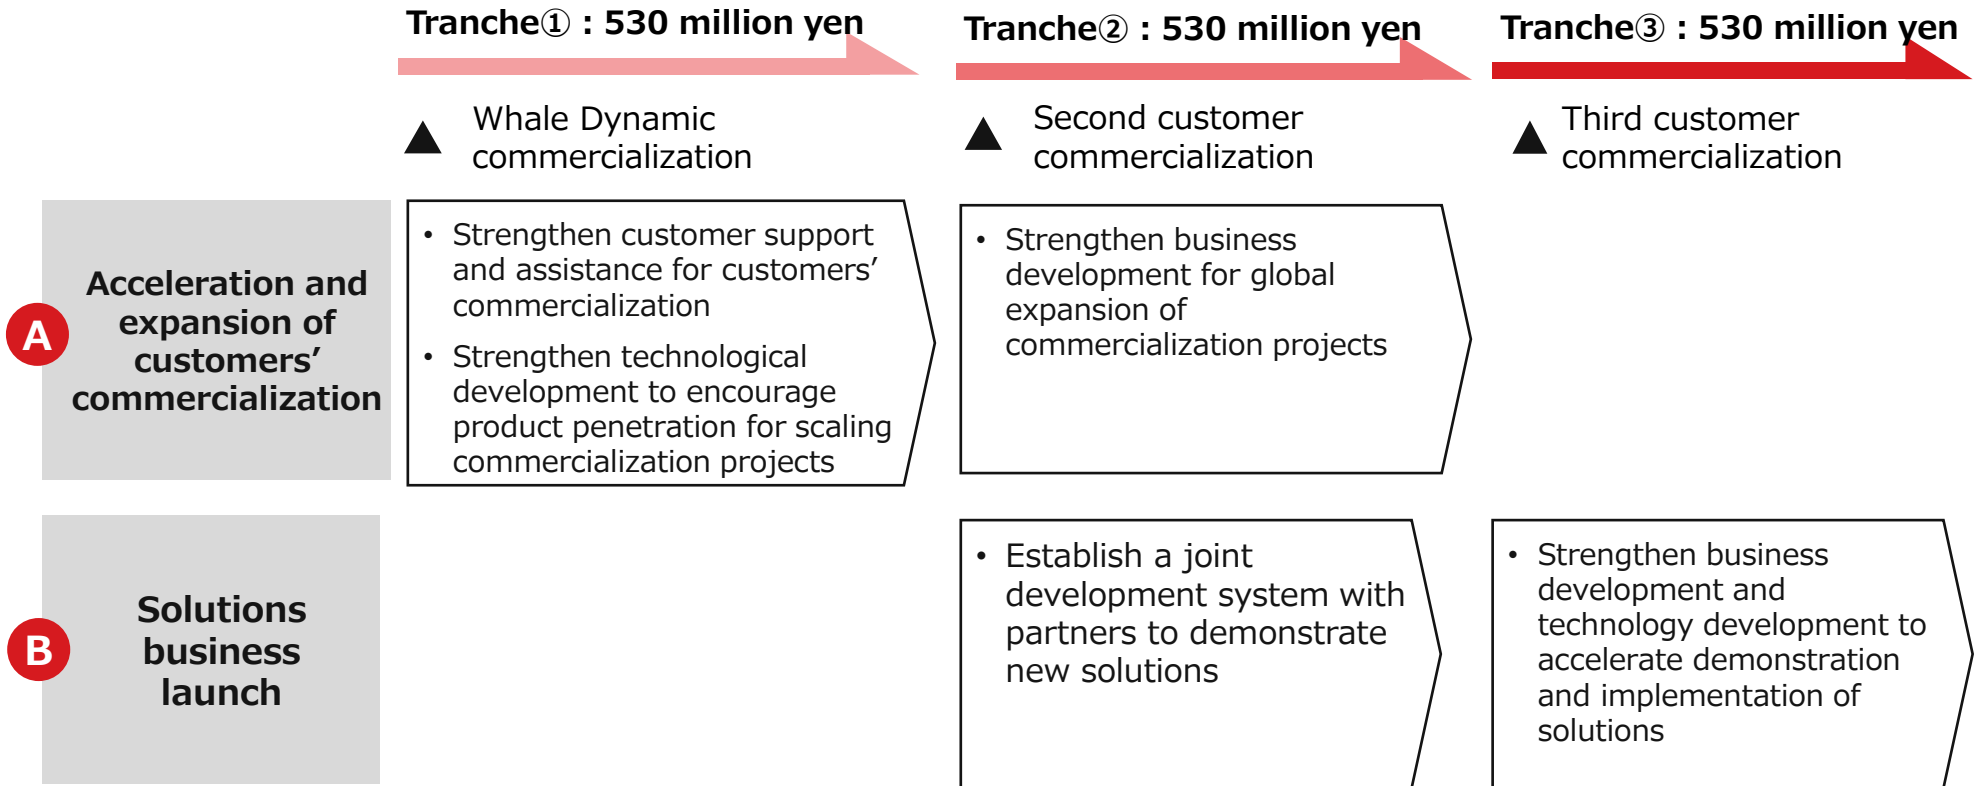 Tranche① : 530 million yen
Tranche② : 530 million yen
Tranche③ : 530 million yen
▲ Whale Dynamic
commercialization
▲ Second customer
commercialization
▲ Third customer
commercialization
A
Acceleration and
expansion of
customers’
commercialization
• Strengthen customer support
and assistance for customers’
commercialization
• Strengthen technological
development to encourage
product penetration for scaling
commercialization projects
• Strengthen business
development for global
expansion of
commercialization projects
B
Solutions
business
launch
• Establish a joint
development system with
partners to demonstrate
new solutions
• Strengthen business
development and
technology development to
accelerate demonstration
and implementation of
solutions